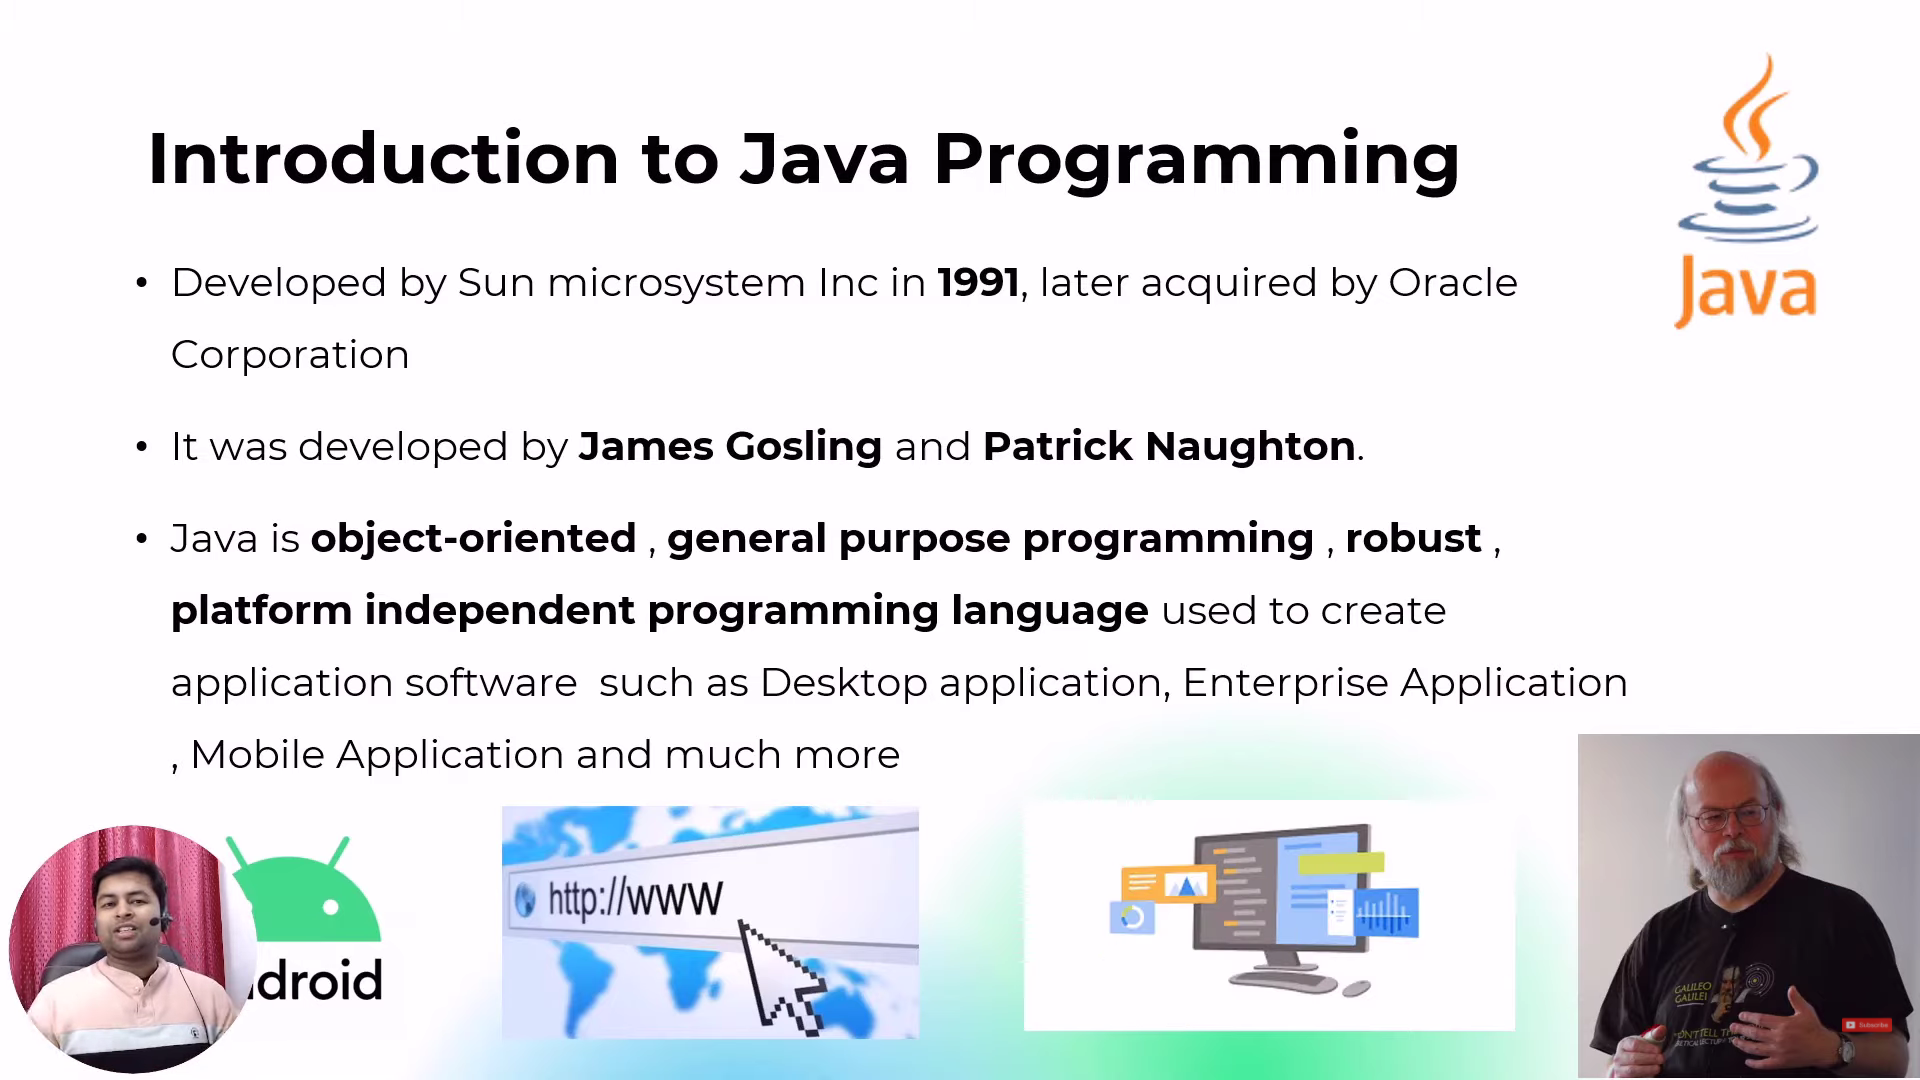 Introduction to Java Programming
Java
• Developed by Sun microsystem Inc in 1991, later acquired by Oracle
Corporation
• It was developed by James Gosling and Patrick Naughton.
• Java is object-oriented , general purpose programming , robust ,
platform independent programming language used to create
application software such as Desktop application, Enterprise Application
, Mobile Application and much more
droid
http://www
GALILEO
GALILEI
Subscribe